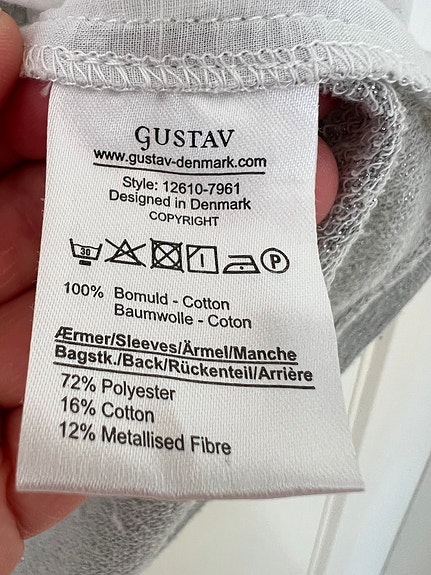 GUSTAV
www.gustav-denmark.com
Style: 12610-7961
Designed in Denmark
COPYRIGHT
30 P
100% Bomuld - Cotton
Baumwolle - Coton
Ærmer/Sleeves/Ärmel/Manche
Bagstk./Back/Rückenteil/Arrière
72% Polyester
16% Cotton
12% Metallised Fibre